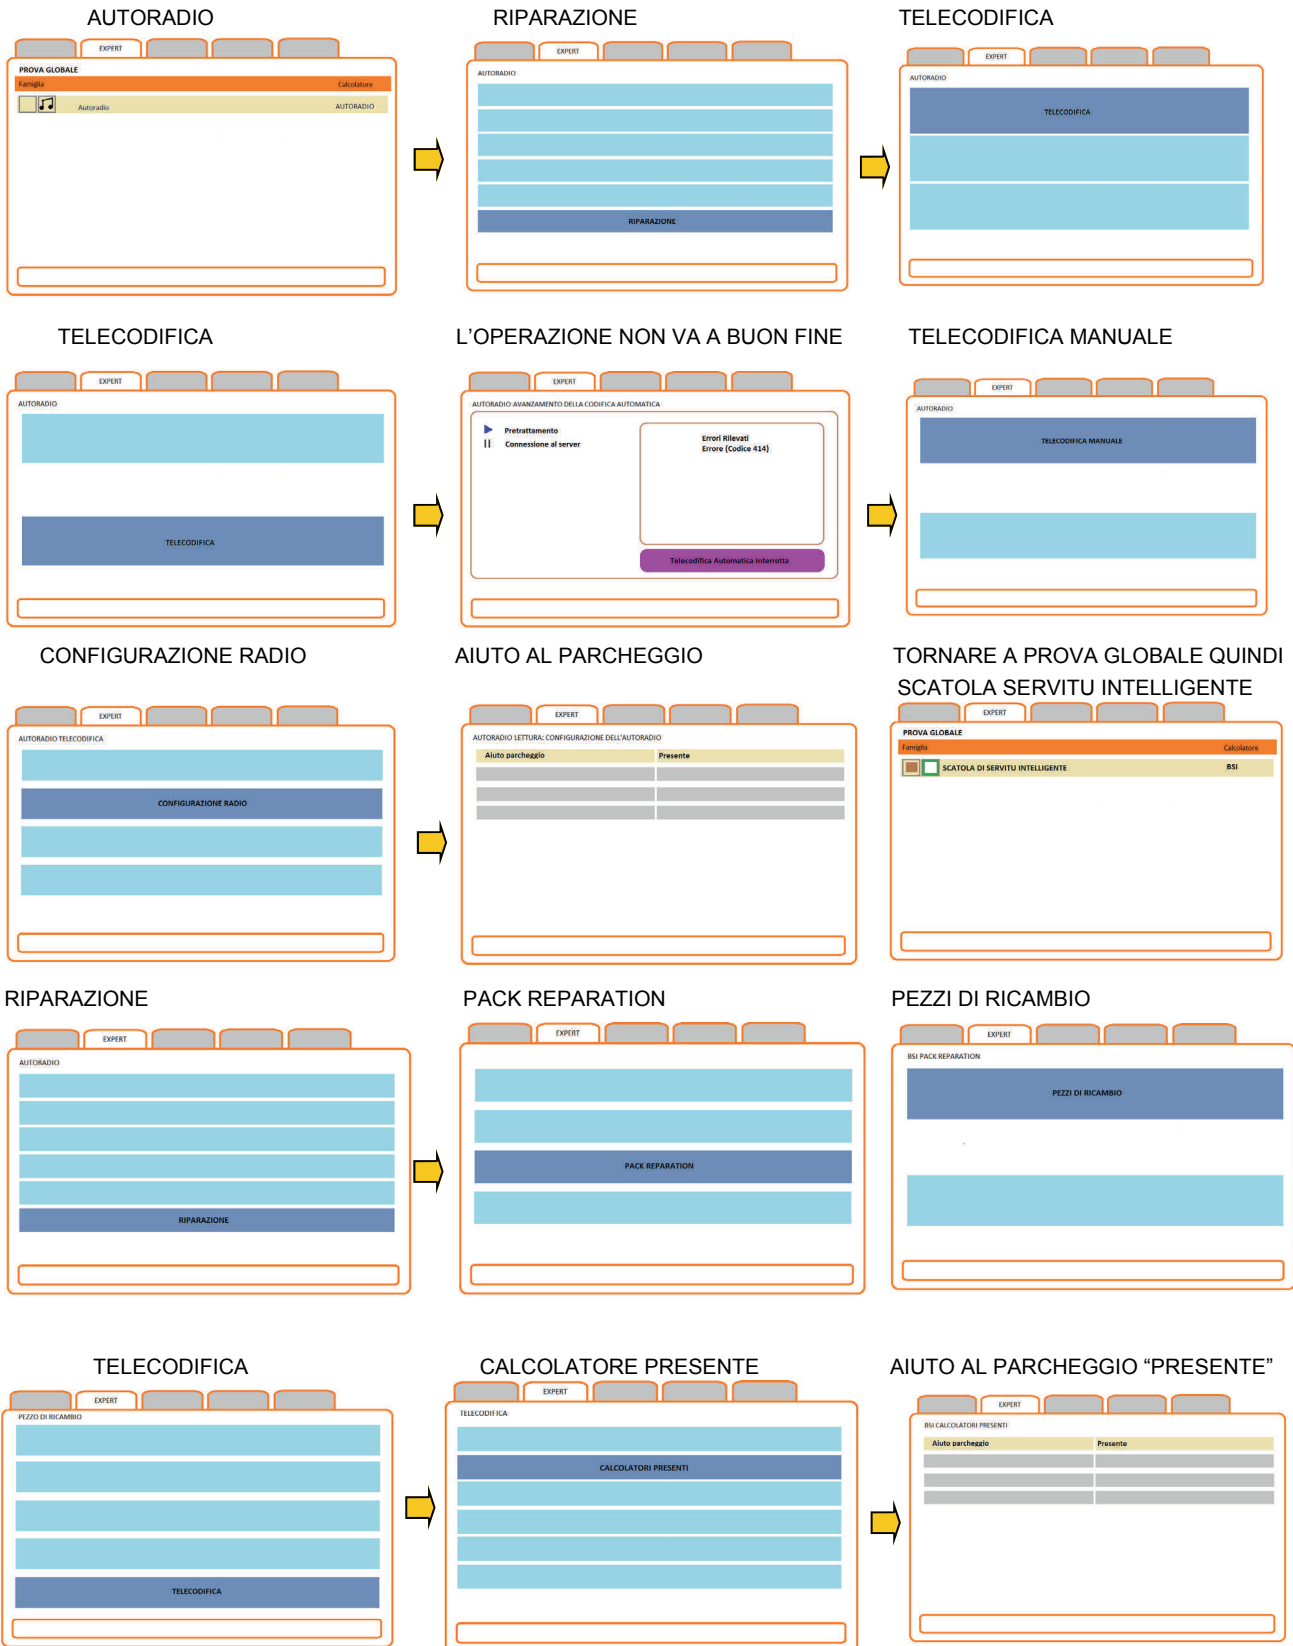 AUTORADIO
EXPERT
PROVA GLOBALE
Famiglia Calcolatore
Autoradio AUTORADIO
RIPARAZIONE
EXPERT
AUTORADIO
RIPARAZIONE
TELECODIFICA
EXPERT
AUTORADIO
TELECODIFICA
TELECODIFICA
EXPERT
AUTORADIO
TELECODIFICA
L'OPERAZIONE NON VA A BUON FINE
EXPERT
AUTORADIO AVANZAMENTO DELLA CODIFICA AUTOMATICA
Pretrattamento
Connessione al server
Errori Rilevati
Errore (Codice 414)
Telecodifica Automatica Interrotta
TELECODIFICA MANUALE
EXPERT
AUTORADIO
TELECODIFICA MANUALE
CONFIGURAZIONE RADIO
EXPERT
AUTORADIO TELECODIFICA
CONFIGURAZIONE RADIO
AIUTO AL PARCHEGGIO
EXPERT
AUTORADIO LETTURA: CONFIGURAZIONE DELL'AUTORADIO
Aiuto parcheggio Presente
TORNARE A PROVA GLOBALE QUINDI
SCATOLA SERVITU INTELLIGENTE
EXPERT
PROVA GLOBALE
Famiglia Calcolatore
SCATOLA DI SERVITU INTELLIGENTE BSI
RIPARAZIONE
EXPERT
AUTORADIO
RIPARAZIONE
PACK REPARATION
EXPERT
PACK REPARATION
PEZZI DI RICAMBIO
EXPERT
BSI PACK REPARATION
PEZZI DI RICAMBIO
TELECODIFICA
EXPERT
PEZZO DI RICAMBIO
TELECODIFICA
CALCOLATORE PRESENTE
EXPERT
TELECODIFICA
CALCOLATORI PRESENTI
AIUTO AL PARCHEGGIO “PRESENTE”
EXPERT
BSI CALCOLATORI PRESENTI
Aiuto parcheggio Presente